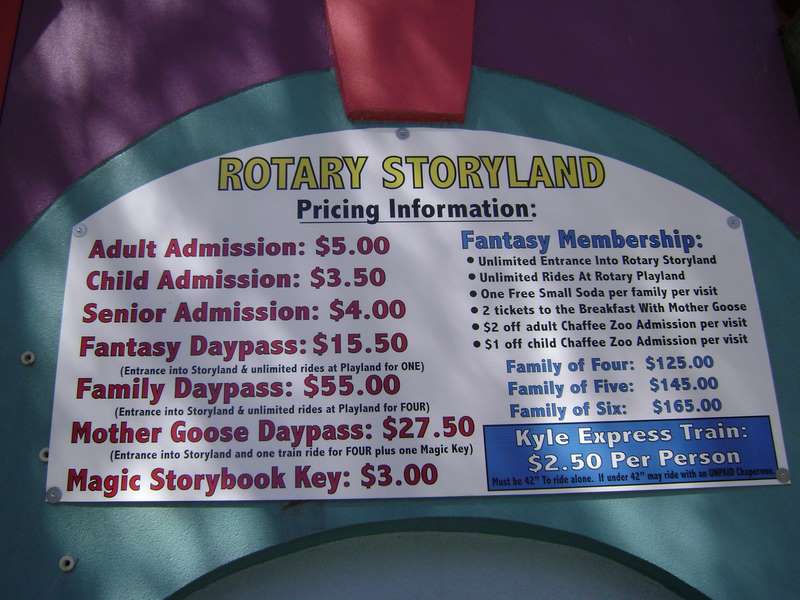 ROTARY STORYLAND
Pricing Information:
Adult Admission: $5.00
Child Admission: $3.50
Senior Admission: $4.00
Fantasy Daypass: $15.50
(Entrance into Storyland & unlimited rides at Playland for ONE)
Family Daypass: $55.00
(Entrance into Storyland & unlimited rides at Playland for FOUR)
Mother Goose Daypass: $27.50
(Entrance into Storyland and one train ride for FOUR plus one Magic Key)
Magic Storybook Key: $3.00
Fantasy Membership:
• Unlimited Entrance Into Rotary Storyland
• Unlimited Rides At Rotary Playland
• One Free Small Soda per family per visit
• 2 tickets to the Breakfast With Mother Goose
• $2 off adult Chaffee Zoo Admission per visit
• $1 off child Chaffee Zoo Admission per visit
Family of Four: $125.00
Family of Five: $145.00
Family of Six: $165.00
Kyle Express Train:
$2.50 Per Person
Must be 42" To ride alone. If under 42" may ride with an UNPAID Chaperone.